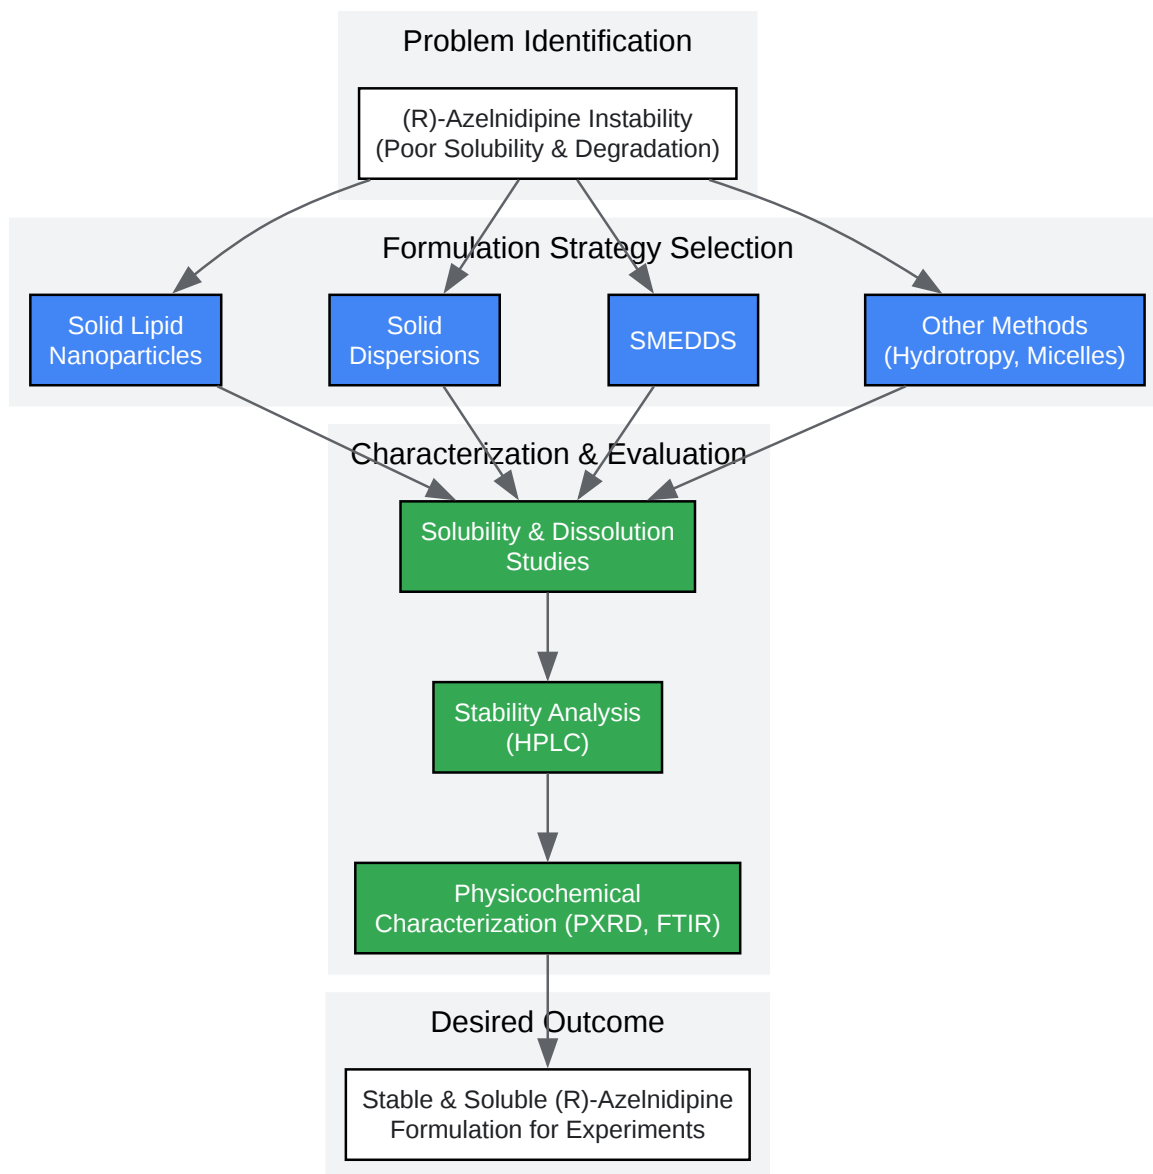 Problem Identification
(R)-Azelnidipine Instability
(Poor Solubility & Degradation)
Formulation Strategy Selection
Solid Lipid
Nanoparticles
Solid
Dispersions
SMEDDS
Other Methods
(Hydrotropy, Micelles)
Characterization & Evaluation
Solubility & Dissolution
Studies
Stability Analysis
(HPLC)
Physicochemical
Characterization (PXRD, FTIR)
Desired Outcome
Stable & Soluble (R)-Azelnidipine
Formulation for Experiments